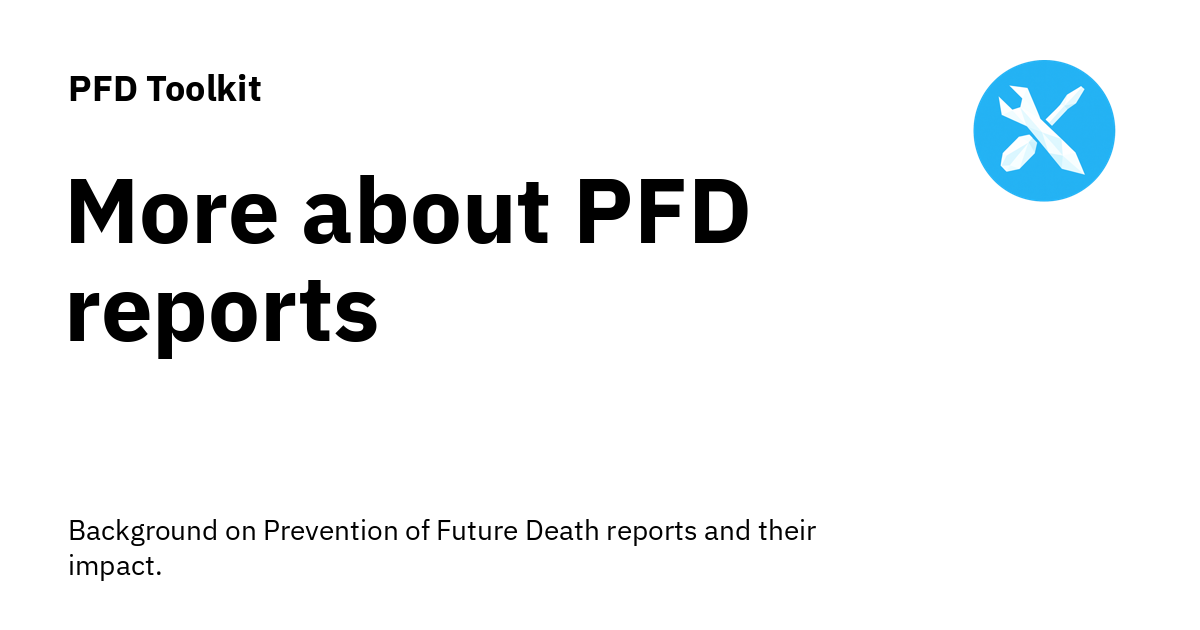 PFD Toolkit
More about PFD
reports
Background on Prevention of Future Death reports and their
impact.